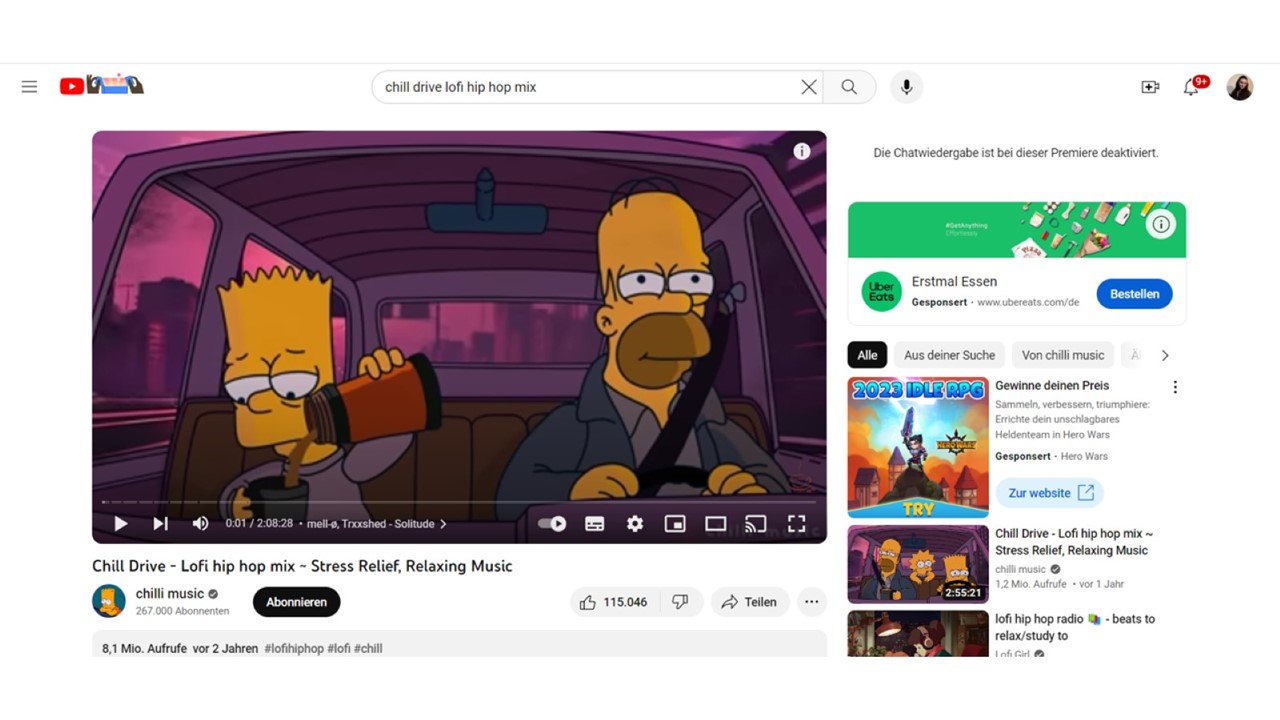 chill drive lofi hip hop mix
9+
Die Chatwiedergabe ist bei dieser Premiere deaktiviert.
#GetAnything
Uber
Eats
Erstmal Essen
Gesponsert · www.ubereats.com/de
Bestellen
Alle
Aus deiner Suche
Von chilli music
2023 IDLE RPG
HERO WARS
TRY
Gewinne deinen Preis
Sammeln, verbessern, triumphiere:
Errichte dein unschlagbares
Heldenteam in Hero Wars
Gesponsert · Hero Wars
Zur website
0:01 / 2:08:28 · mell-ø, Trxxshed - Solitude
Chill Drive - Lofi hip hop mix ~ Stress Relief, Relaxing Music
chilli music
267.000 Abonnenten
Abonnieren
115.046
Teilen
8,1 Mio. Aufrufe vor 2 Jahren #lofihiphop #lofi #chill
Chill Drive - Lofi hip hop mix ~
Stress Relief, Relaxing Music
chilli music
1,2 Mio. Aufrufe · vor 1 Jahr
2:55:21
lofi hip hop radio 📚 - beats to
relax/study to
Lofi Girl